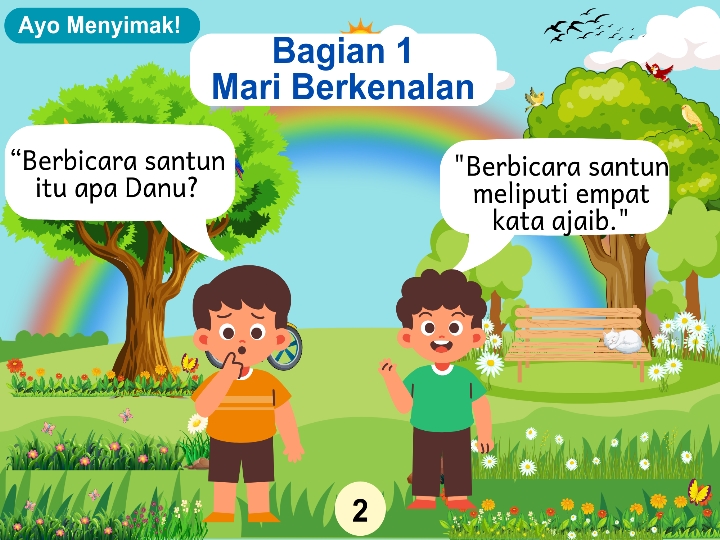 Ayo Menyimak!
Bagian 1
Mari Berkenalan
“Berbicara santun
itu apa Danu?
"Berbicara santun
meliputi empat
kata ajaib."
2